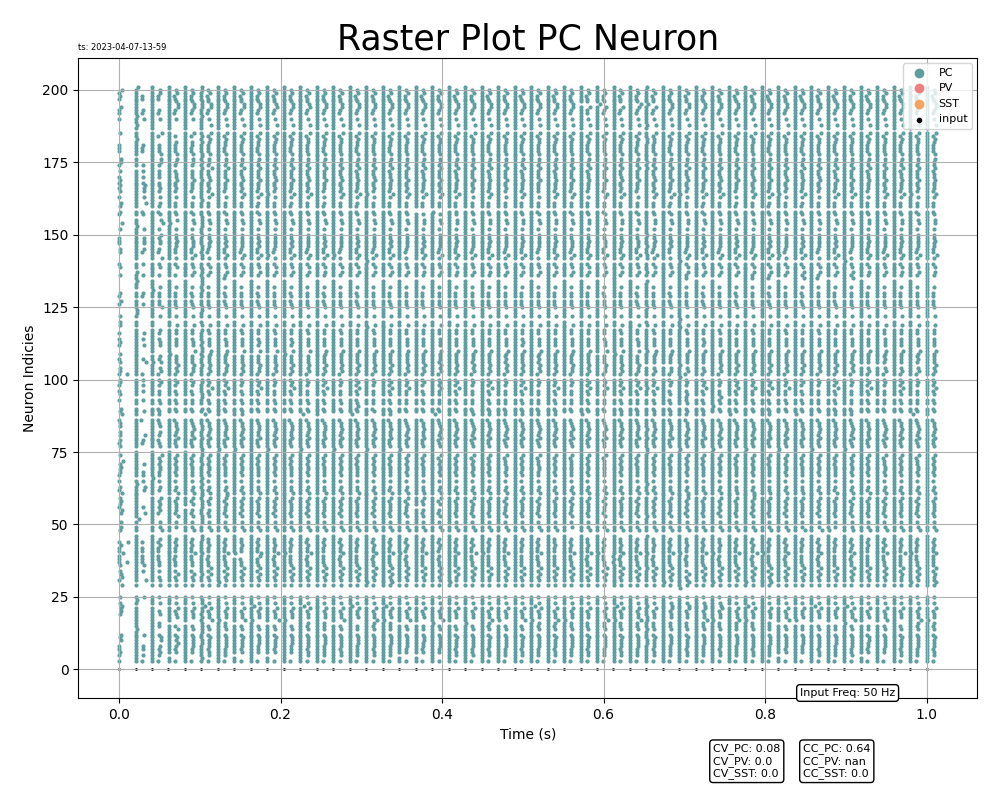 Raster Plot PC Neuron
ts: 2023-04-07-13-59
PC
PV
SST
input
200
175
150
125
100
75
50
25
0
Neuron Indicies
0.0 0.2 0.4 0.6 0.8 1.0
Time (s)
Input Freq: 50 Hz
CV_PC: 0.08
CV_PV: 0.0
CV_SST: 0.0
CC_PC: 0.64
CC_PV: nan
CC_SST: 0.0